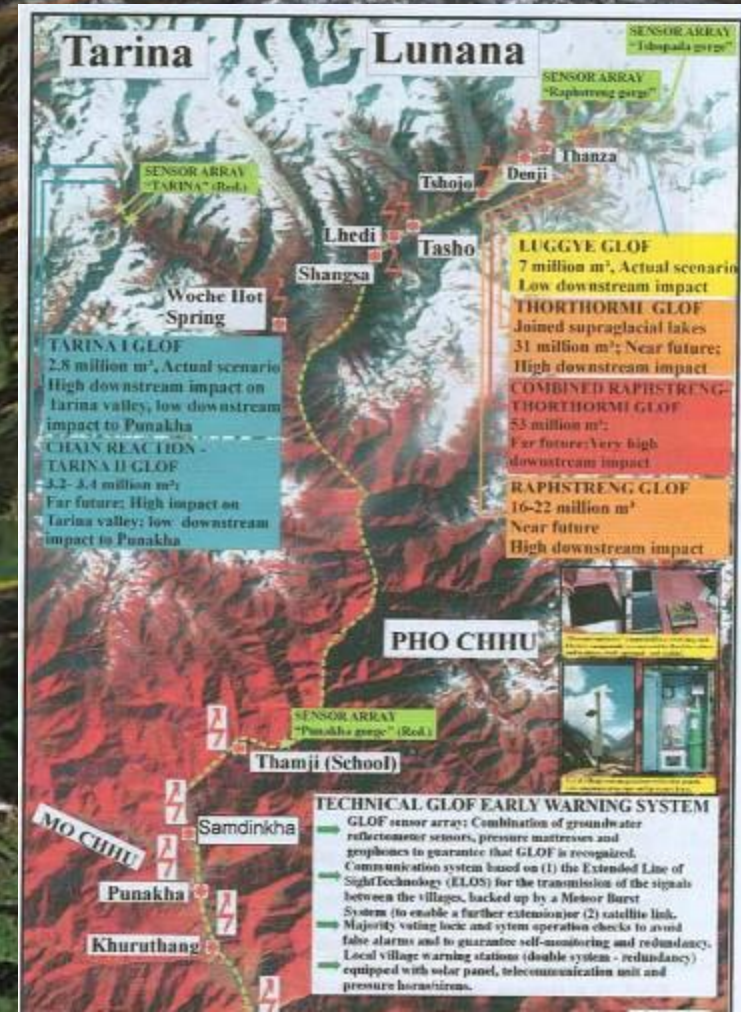 Tarina
Lunana
SENSOR ARRAY
"Tshopada gorge"
SENSOR ARRAY
"Raphstreng gorge"
SENSOR ARRAY
"TARINA" (Red.)
Thanza
Denji
Tshojo
Lhedi
Tasho
Shangsa
Woche Hot
Spring
LUGGYE GLOF
7 million m³, Actual scenario
Low downstream impact
THORTHORMI GLOF
Joined supraglacial lakes
31 million m³; Near future;
High downstream impact
COMBINED RAPHSTRENG-
THORTHORMI GLOF
53 million m³;
Far future:Very high
downstream impact
RAPHSTRENG GLOF
16-22 million m³
Near future
High downstream impact
TARINA I GLOF
2.8 million m³, Actual scenario
High downstream impact on
Tarina valley, low downstream
impact to Punakha
CHAIN REACTION -
TARINA II GLOF
3.2- 3.4 million m³;
Far future; High impact on
Tarina valley; low downstream
impact to Punakha
PHO CHHU
SENSOR ARRAY
"Punakha gorge" (Red.)
Thamji (School)
MO CHHU
Samdinkha
Punakha
Khuruthang
TECHNICAL GLOF EARLY WARNING SYSTEM
GLOF sensor array: Combination of groundwater
reflectometer sensors, pressure mattresses and
geophones to guarantee that GLOF is recognized.
Communication system based on (1) the Extended Line of
SightTechnology (ELOS) for the transmission of the signals
between the villages, backed up by a Meteor Burst
System (to enable a further extension)or (2) satellite link.
Majority voting logic and sytem operation checks to avoid
false alarms and to guarantee self-monitoring and redundancy.
Local village warning stations (double system - redundancy)
equipped with solar panel, telecommunication unit and
pressure horns/sirens.